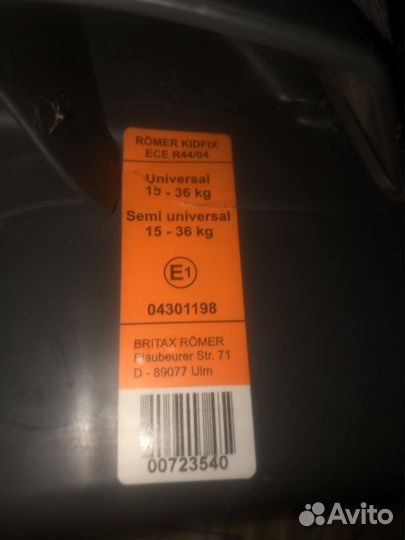 RÖMER KIDFIX
ECE R44/04
Universal
15 - 36 kg
Semi universal
15 - 36 kg
E1
04301198
BRITAX RÖMER
Blaubeurer Str. 71
D - 89077 Ulm
00723540
Avito